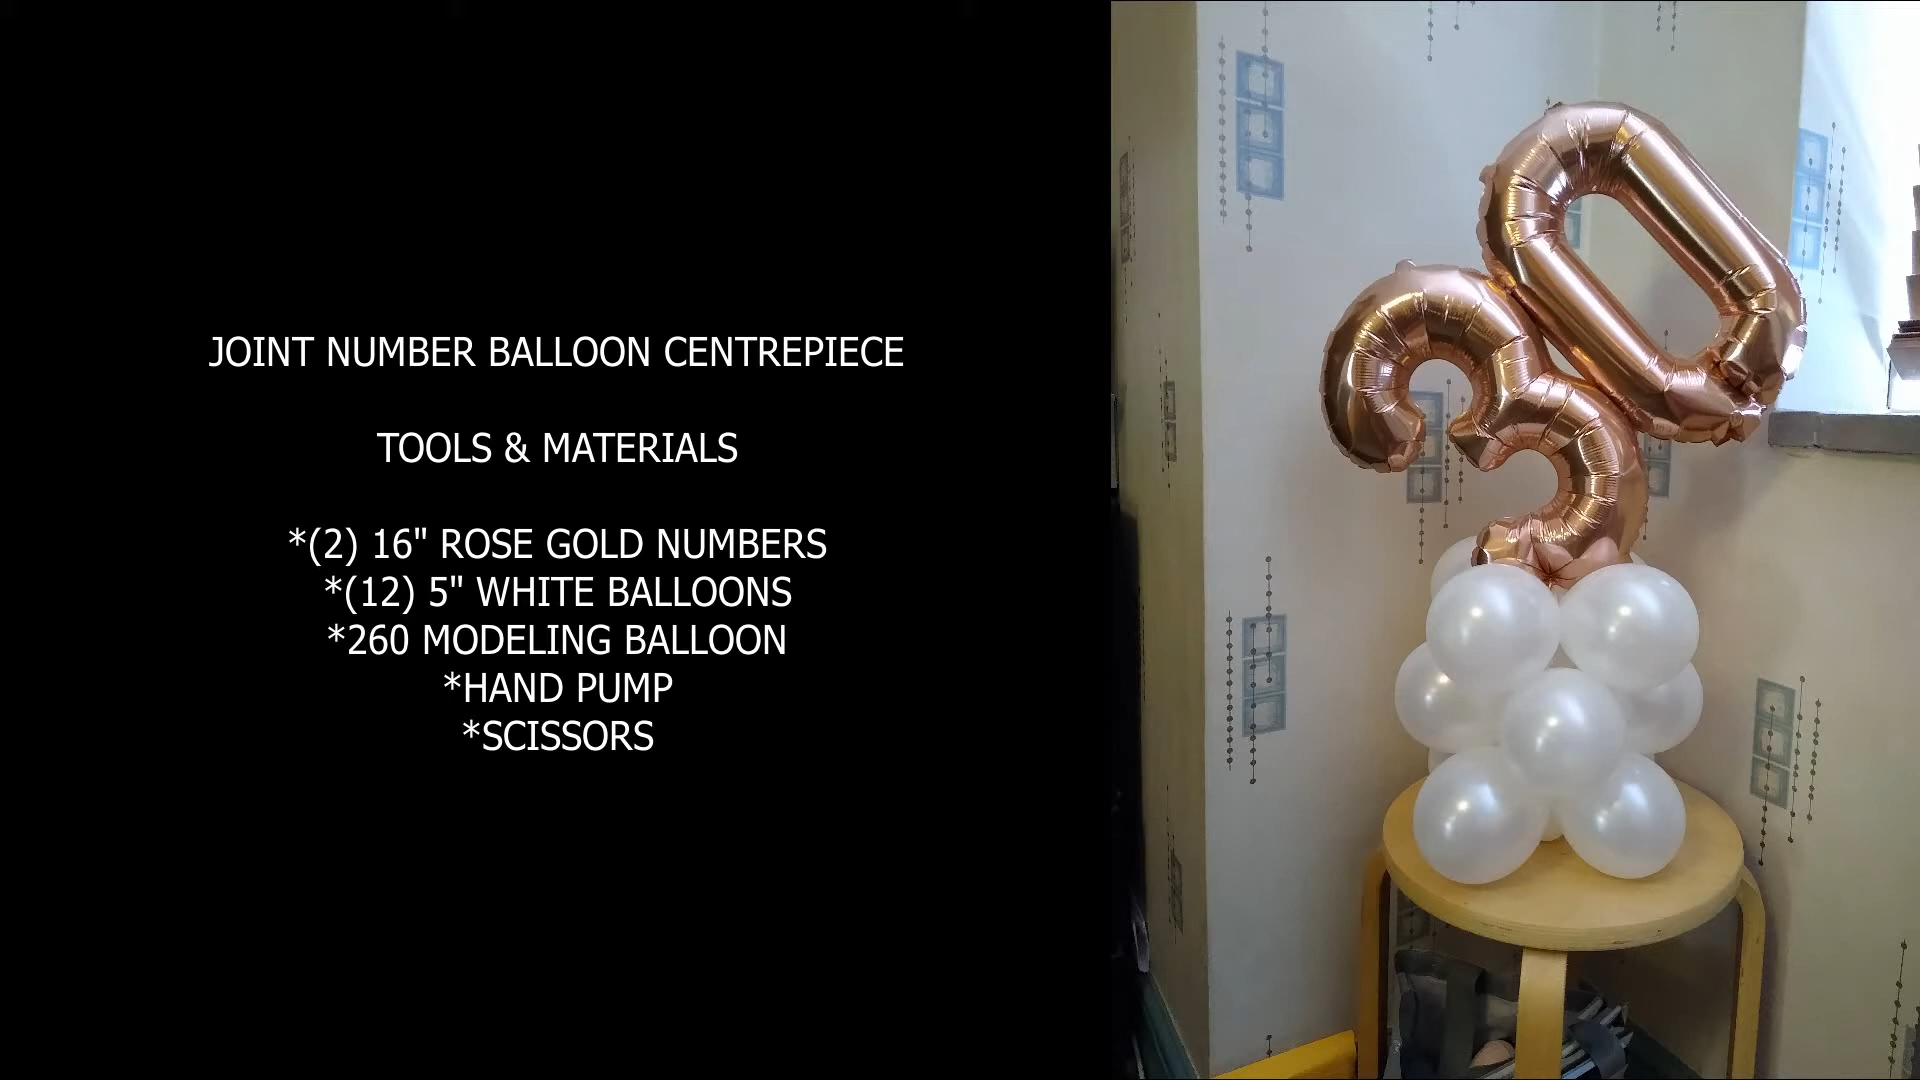 JOINT NUMBER BALLOON CENTREPIECE
TOOLS & MATERIALS
*(2) 16" ROSE GOLD NUMBERS
*(12) 5" WHITE BALLOONS
*260 MODELING BALLOON
*HAND PUMP
*SCISSORS
30